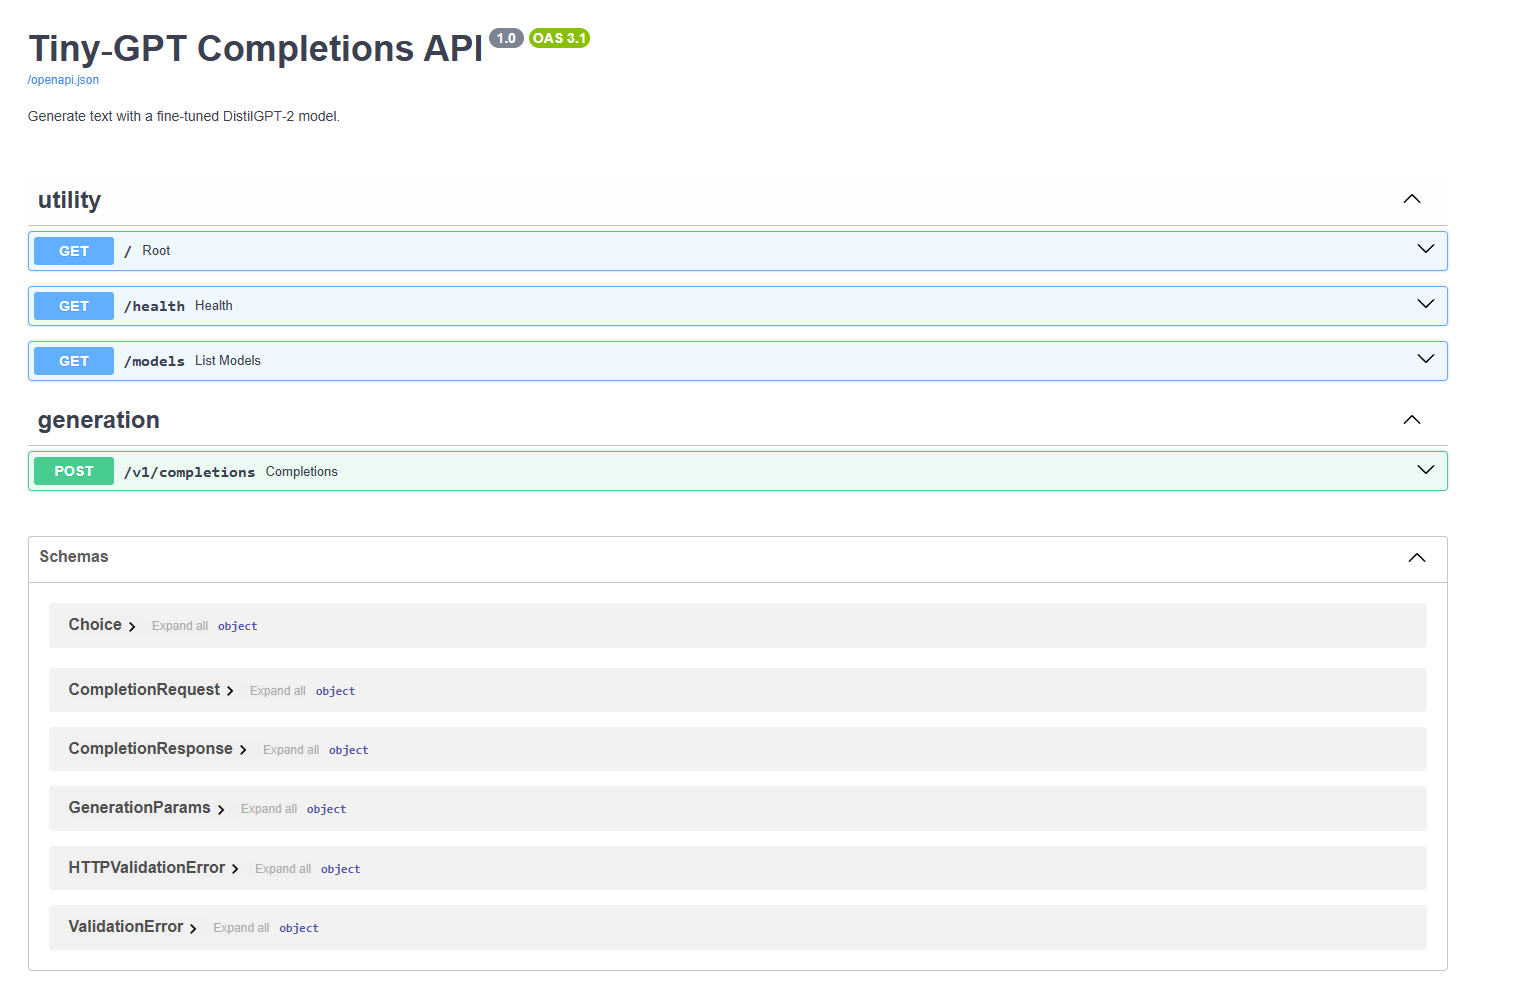 Tiny-GPT Completions API 1.0 OAS 3.1
/openapi.json
Generate text with a fine-tuned DistilGPT-2 model.
utility
GET / Root
GET /health Health
GET /models List Models
generation
POST /v1/completions Completions
Schemas
Choice Expand all object
CompletionRequest Expand all object
CompletionResponse Expand all object
GenerationParams Expand all object
HTTPValidationError Expand all object
ValidationError Expand all object